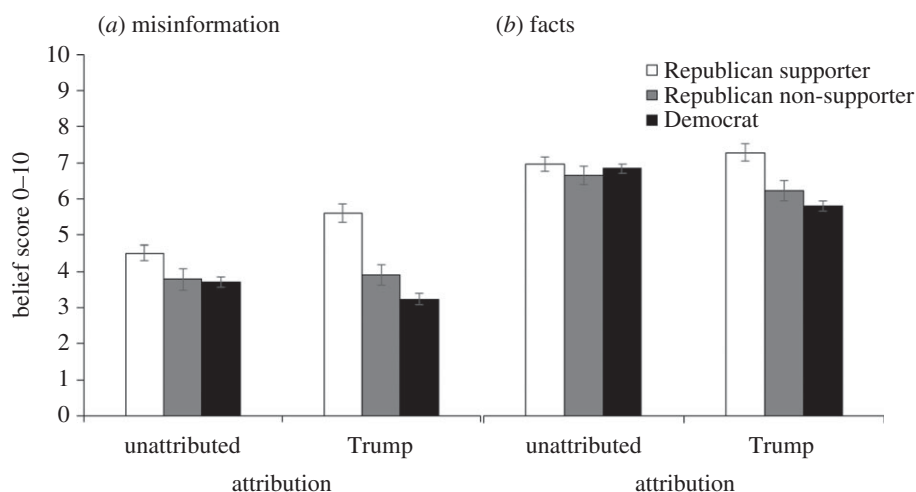 (a) misinformation
(b) facts
10
9
8
7
6
5
4
3
2
1
0
belief score 0–10
Republican supporter
Republican non-supporter
Democrat
unattributed
Trump
unattributed
Trump
attribution
attribution